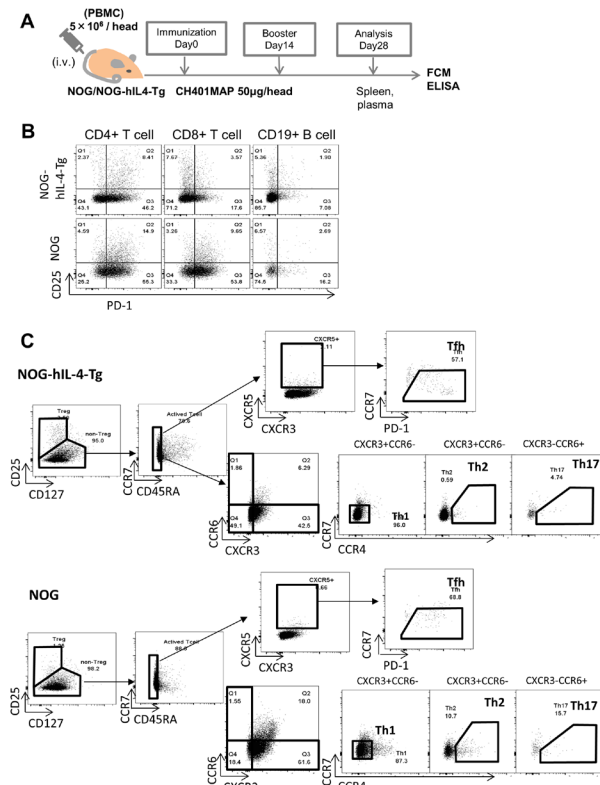 A
(PBMC)
5×10⁶ / head
(i.v.)
Immunization
Day0
Booster
Day14
Analysis
Day28
NOG/NOG-hIL4-Tg
CH401MAP 50μg/head
Spleen,
plasma
FCM
ELISA
B
CD4+ T cell
CD8+ T cell
CD19+ B cell
NOG-
hIL-4-Tg
Q1
2.37
Q2
8.41
Q4
43.1
Q3
46.2
Q1
7.67
Q2
3.57
Q4
71.2
Q3
17.6
Q1
5.36
Q2
1.90
Q4
85.7
Q3
7.08
NOG
Q1
4.59
Q2
14.9
Q4
25.2
Q3
55.3
Q1
3.26
Q2
9.65
Q4
33.3
Q3
53.8
Q1
6.57
Q2
2.69
Q4
74.5
Q3
16.2
CD25
PD-1
C
NOG-hIL-4-Tg
CXCR5+
CXCR5
CXCR3
Tfh
Tfh
57.1
CCR7
PD-1
Treg
non-Treg
95.0
CD25
CD127
Actived Tcell
CCR7
CD45RA
Q1
1.86
Q2
6.29
Q4
49.1
Q3
42.5
CCR6
CXCR3
CXCR3+CCR6-
CXCR3+CCR6-
CXCR3-CCR6+
Th1
Th2
0.59
Th2
Th17
4.74
Th17
CCR7
CCR4
NOG
CXCR5+
CXCR5
CXCR3
Tfh
Tfh
CCR7
PD-1
Treg
non-Treg
98.2
CD25
CD127
Actived Tcell
CCR7
CD45RA
Q1
1.55
Q2
18.0
Q4
18.4
Q3
61.6
CCR6
CXCR3+CCR6-
CXCR3+CCR6-
CXCR3-CCR6+
Th1
Th1
87.3
Th2
10.7
Th2
Th17
15.7
Th17
CCR7